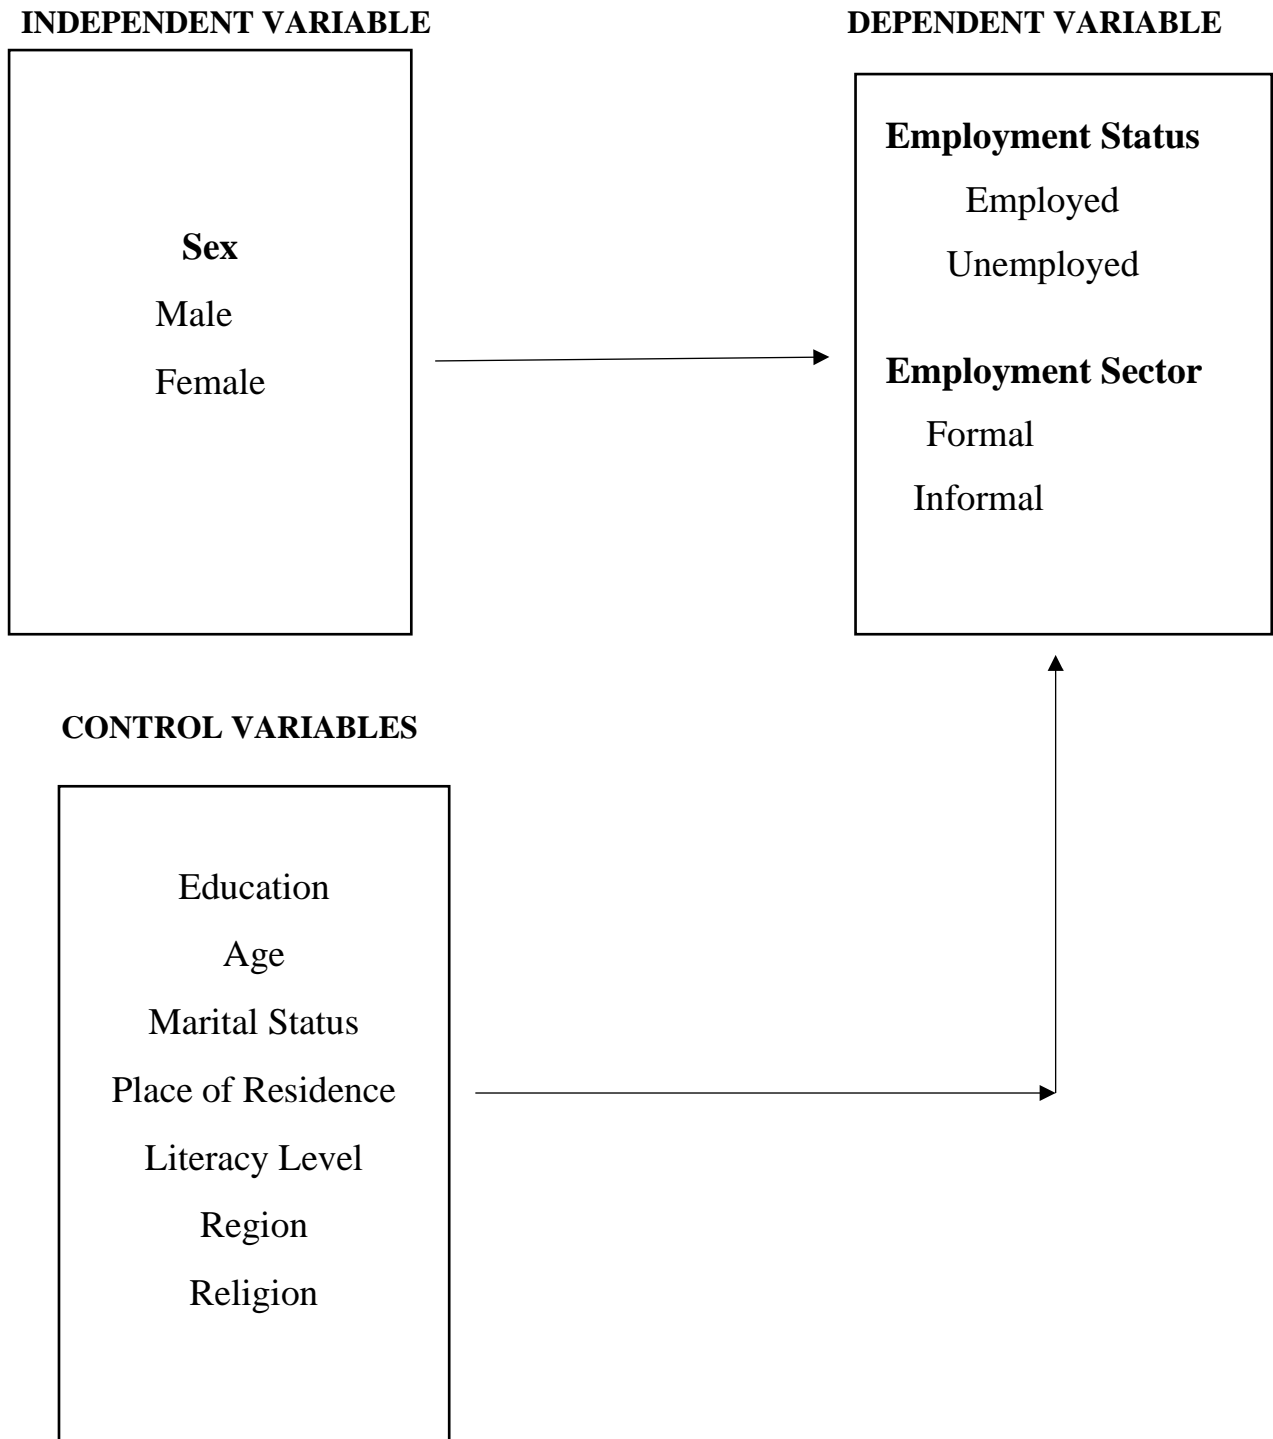 INDEPENDENT VARIABLE
Sex
Male
Female
DEPENDENT VARIABLE
Employment Status
Employed
Unemployed
Employment Sector
Formal
Informal
CONTROL VARIABLES
Education
Age
Marital Status
Place of Residence
Literacy Level
Region
Religion